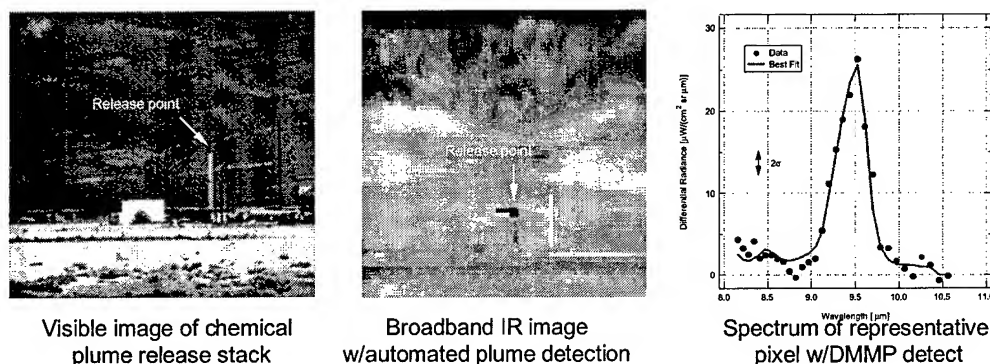 Release point
Release point
Data
Best Fit
2σ
Differential Radiance [μW/(cm² sr μm)]
30
20
10
0
8.0
8.5
9.0
9.5
10.0
10.5
11.0
Wavelength [μm]
Visible image of chemical
plume release stack
Broadband IR image
w/automated plume detection
Spectrum of representative
pixel w/DMMP detect